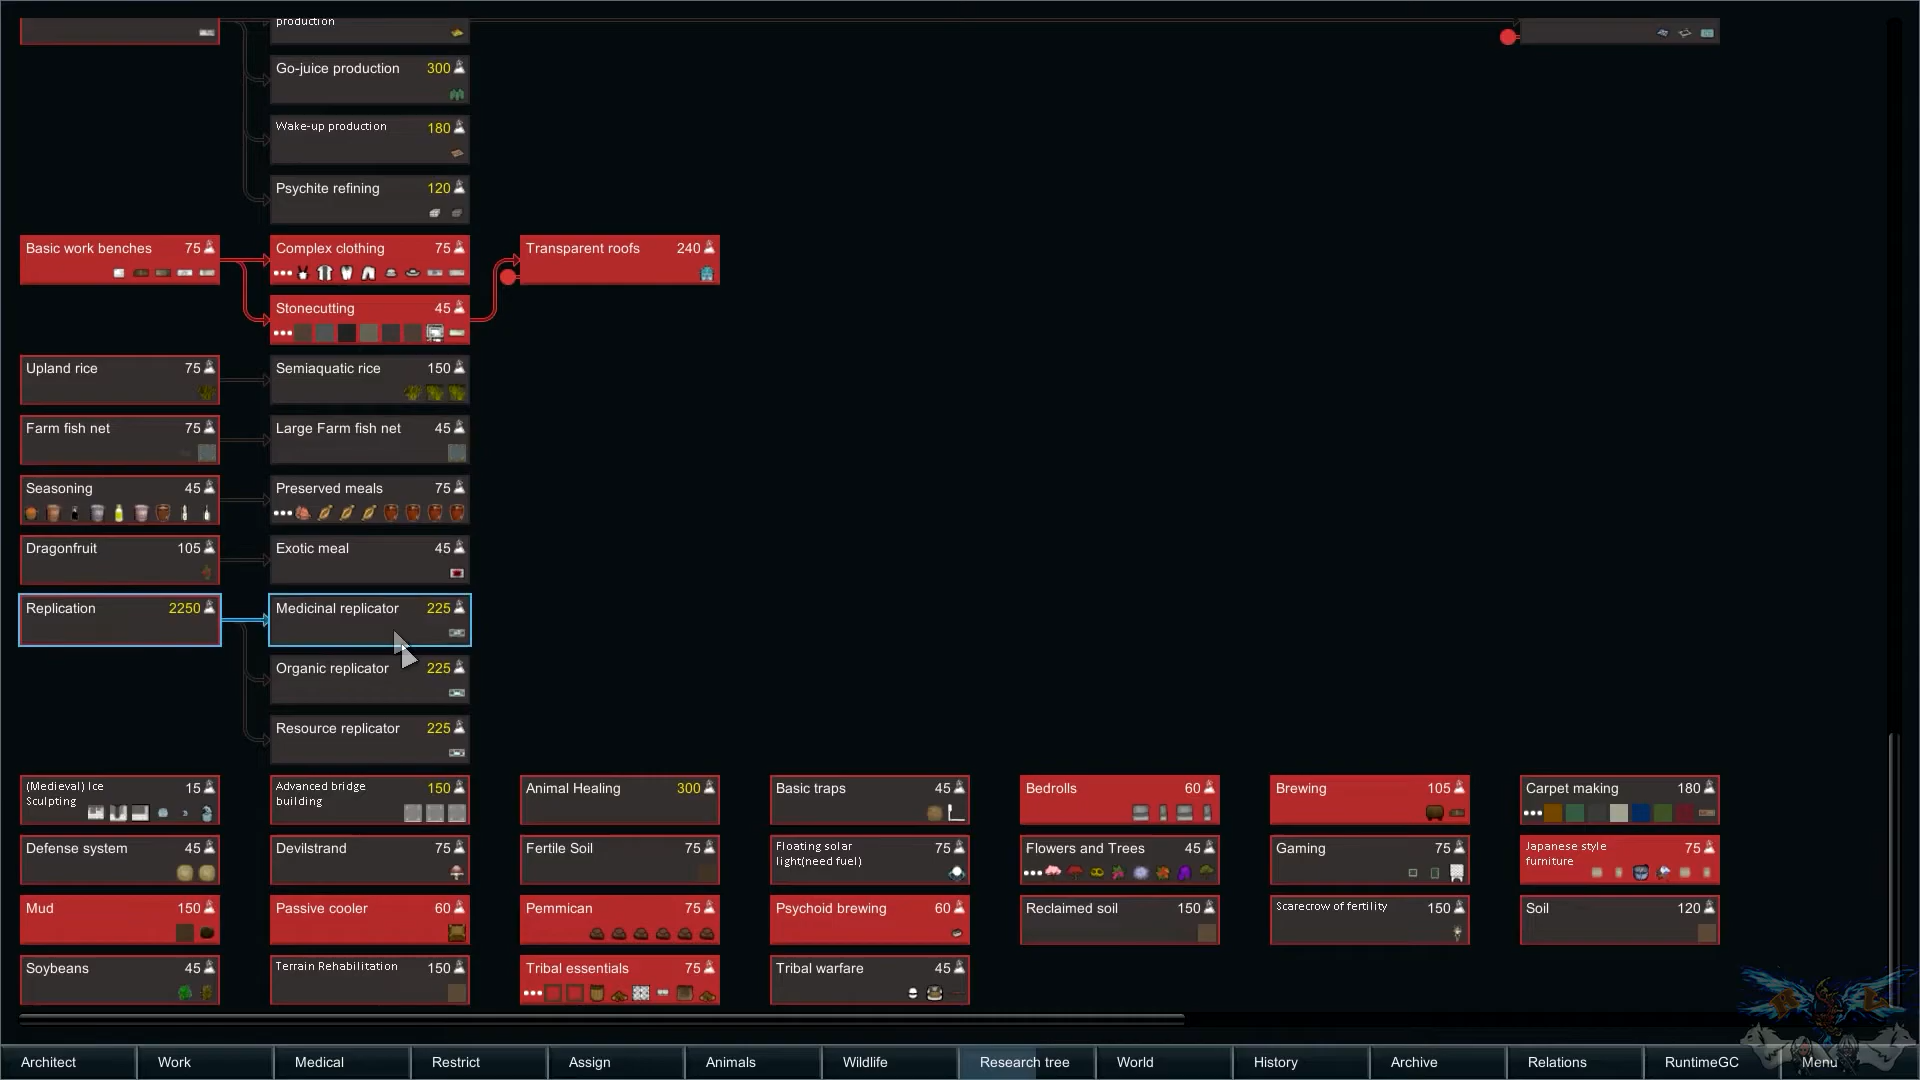 production
Go-juice production 300
Wake-up production 180
Psychite refining 120
Basic work benches 75
Complex clothing 75
Transparent roofs 240
Stonecutting 45
Upland rice 75
Semiaquatic rice 150
Farm fish net 75
Large Farm fish net 45
Seasoning 45
Preserved meals 75
Dragonfruit 105
Exotic meal 45
Replication 2250
Medicinal replicator 225
Organic replicator 225
Resource replicator 225
(Medieval) Ice
Sculpting 15
Advanced bridge
building 150
Animal Healing 300
Basic traps 45
Bedrolls 60
Brewing 105
Carpet making 180
Defense system 45
Devilstrand 75
Fertile Soil 75
Floating solar
light(need fuel) 75
Flowers and Trees 45
Gaming 75
Japanese style
furniture 75
Mud 150
Passive cooler 60
Pemmican 75
Psychoid brewing 60
Reclaimed soil 150
Scarecrow of fertility 150
Soil 120
Soybeans 45
Terrain Rehabilitation 150
Tribal essentials 75
Tribal warfare 45
Architect Work Medical Restrict Assign Animals Wildlife Research tree World History Archive Relations RuntimeGC Menu